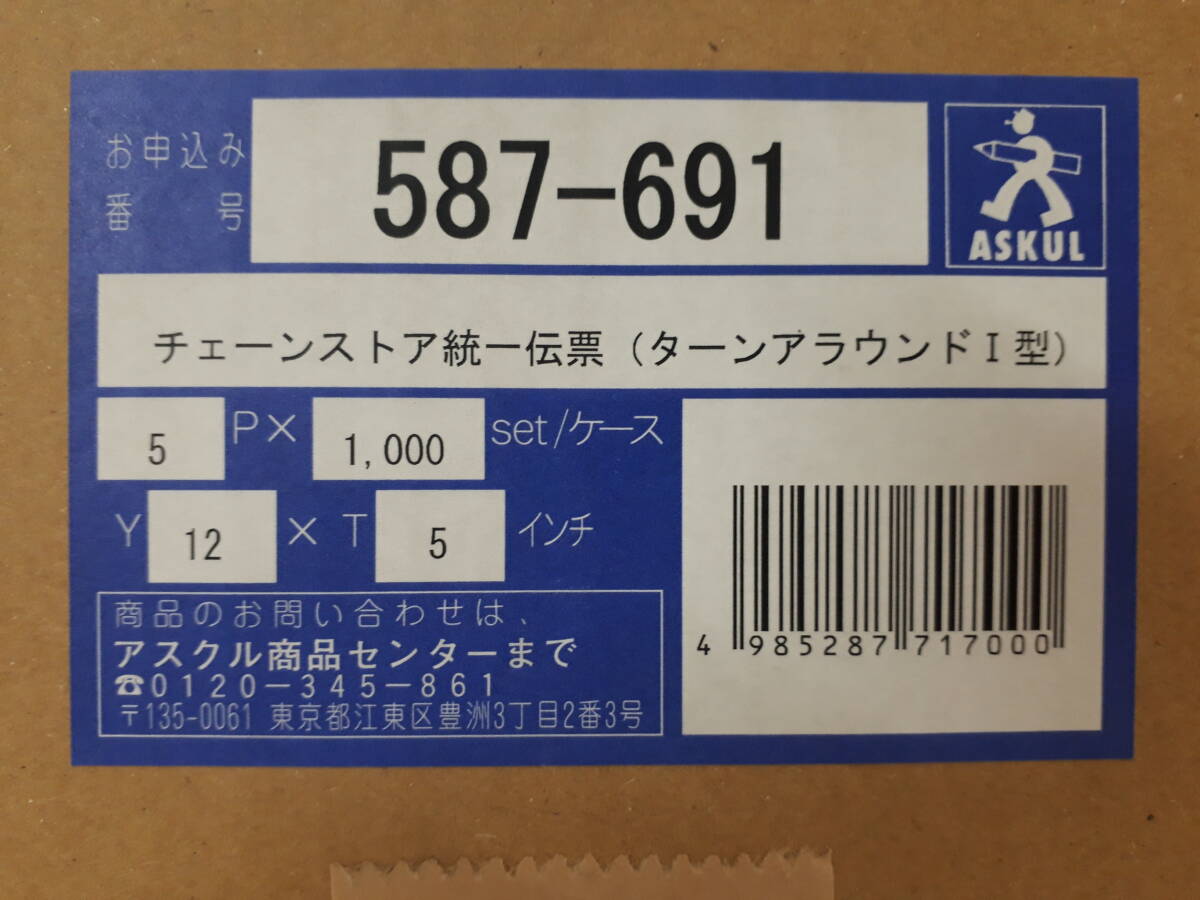 お申込み
番号
587-691
ASKUL
チェーンストア統一伝票(ターンアラウンドⅠ型)
5 P× 1,000 set/ケース
Y 12 × T 5 インチ
商品のお問い合わせは、
アスクル商品センターまで
☎0120-345-861
〒135-0061 東京都江東区豊洲3丁目2番3号
4 985287 717000